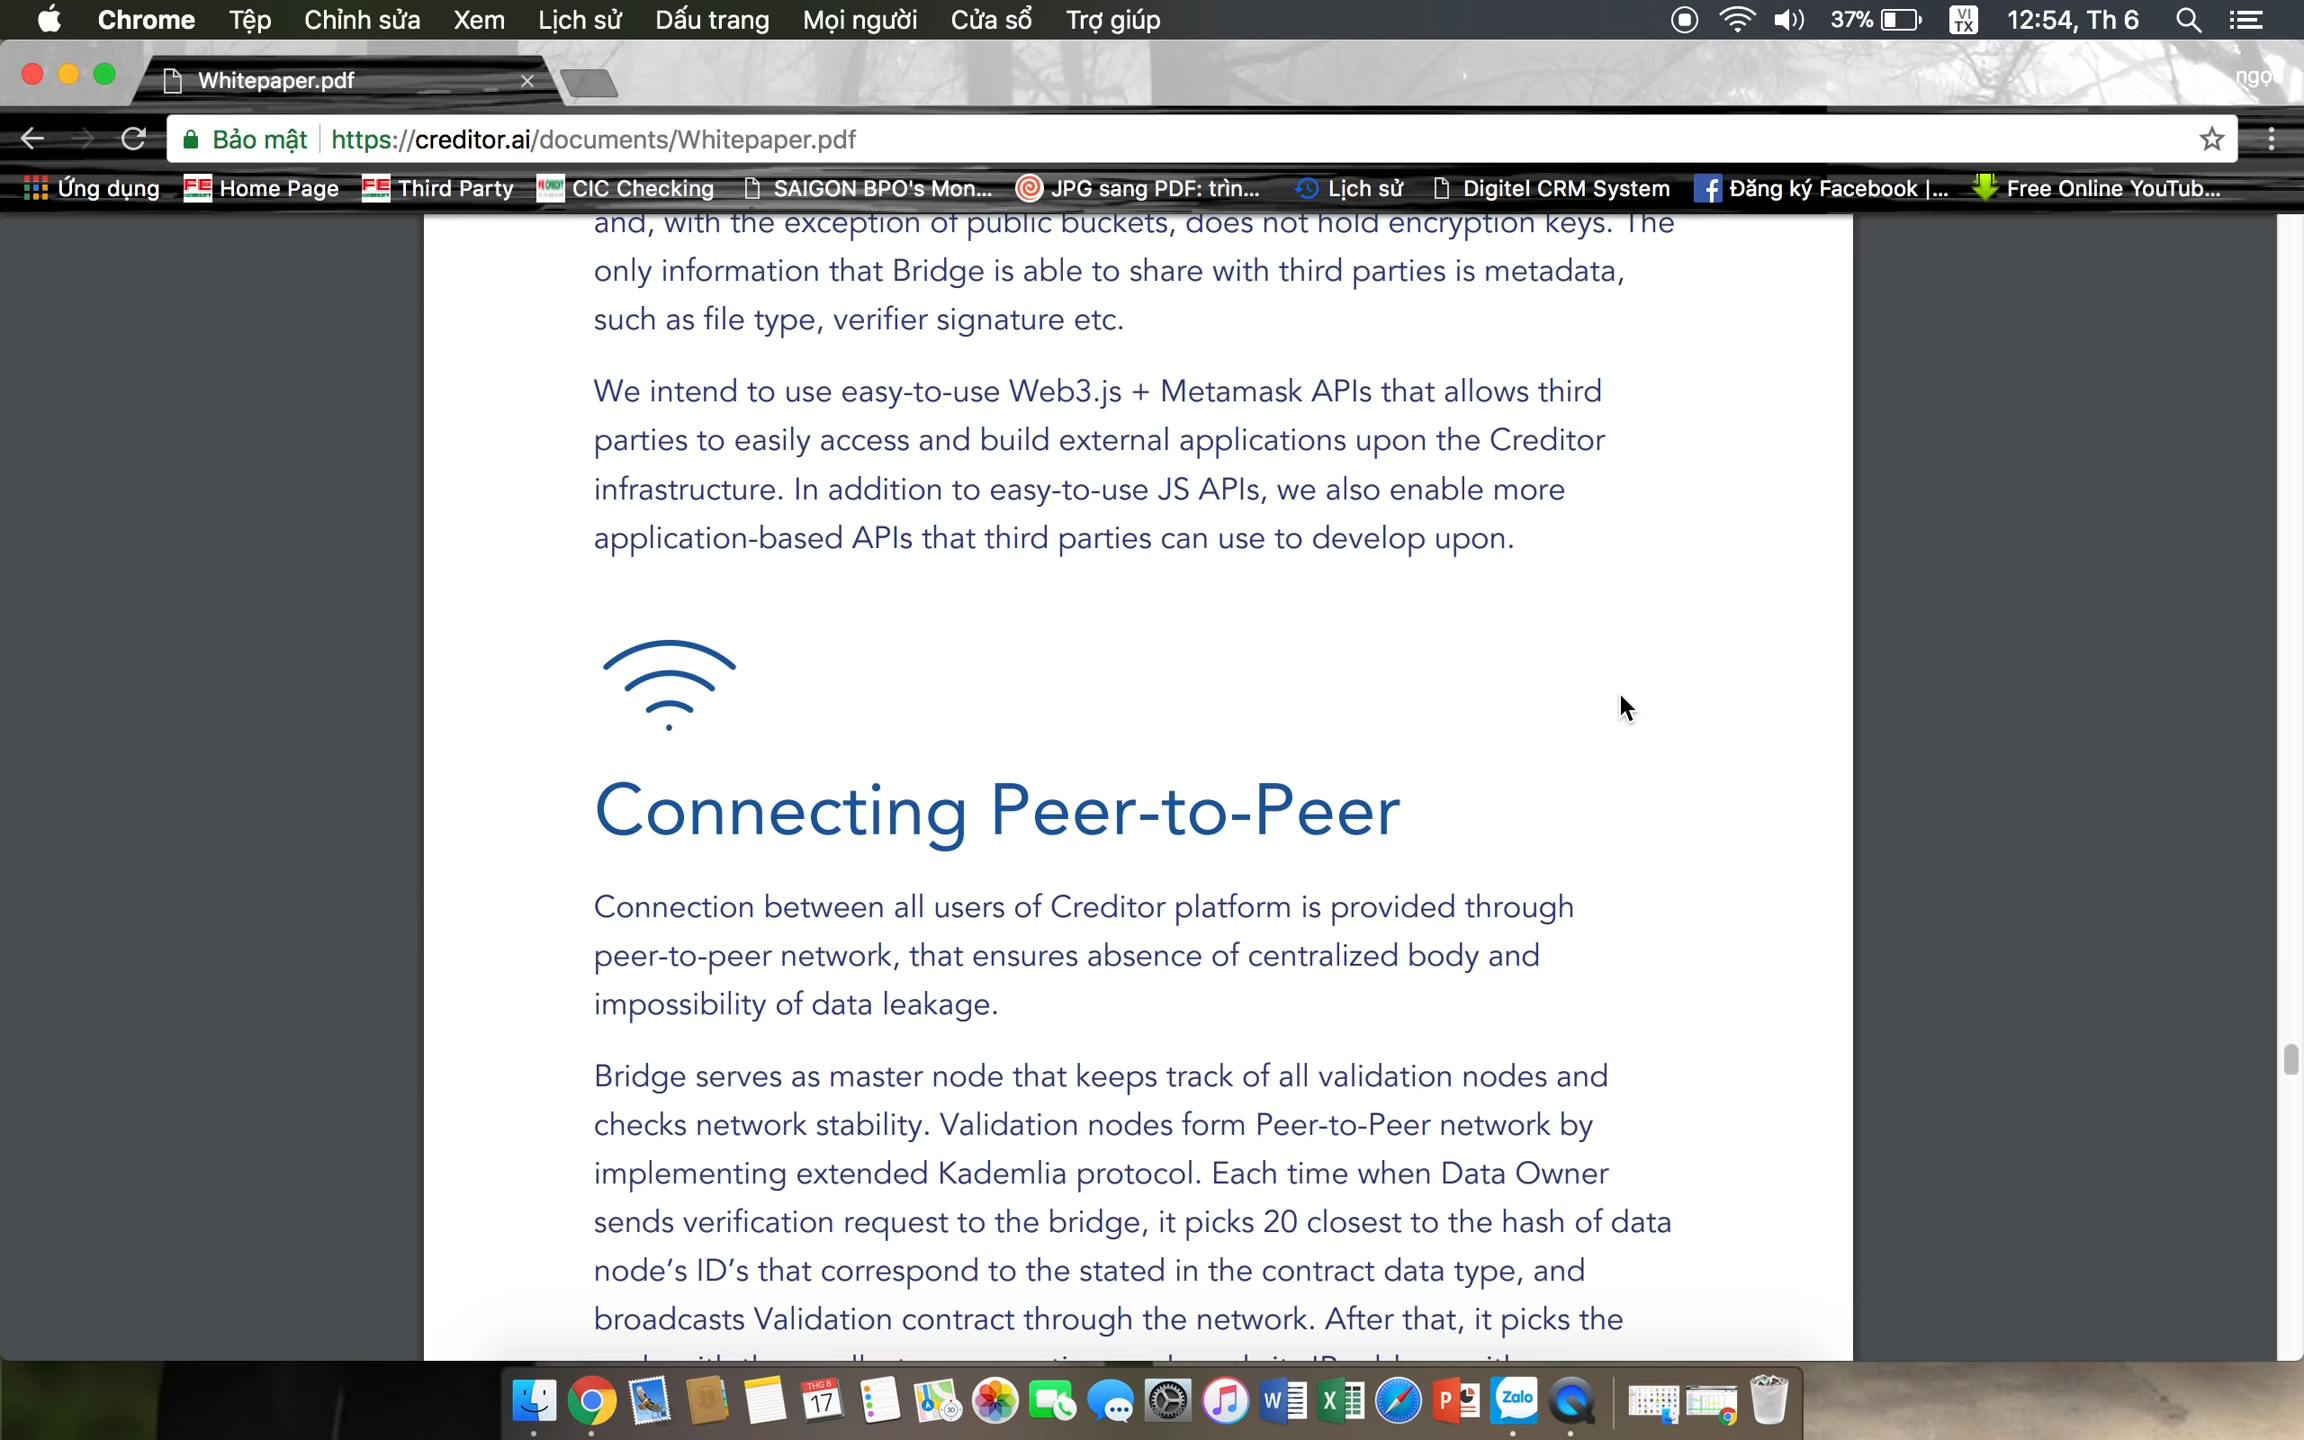 Chrome Tệp Chỉnh sửa Xem Lịch sử Dấu trang Mọi người Cửa sổ Trợ giúp 37% VI TX 12:54, Th 6
Whitepaper.pdf
Bảo mật https://creditor.ai/documents/Whitepaper.pdf
Ứng dụng FE Home Page FE Third Party CIC Checking SAIGON BPO's Mon... JPG sang PDF: trìn... Lịch sử Digitel CRM System Đăng ký Facebook |... Free Online YouTub...
and, with the exception of public buckets, does not hold encryption keys. The
only information that Bridge is able to share with third parties is metadata,
such as file type, verifier signature etc.
We intend to use easy-to-use Web3.js + Metamask APIs that allows third
parties to easily access and build external applications upon the Creditor
infrastructure. In addition to easy-to-use JS APIs, we also enable more
application-based APIs that third parties can use to develop upon.
Connecting Peer-to-Peer
Connection between all users of Creditor platform is provided through
peer-to-peer network, that ensures absence of centralized body and
impossibility of data leakage.
Bridge serves as master node that keeps track of all validation nodes and
checks network stability. Validation nodes form Peer-to-Peer network by
implementing extended Kademlia protocol. Each time when Data Owner
sends verification request to the bridge, it picks 20 closest to the hash of data
node's ID's that correspond to the stated in the contract data type, and
broadcasts Validation contract through the network. After that, it picks the
THG 8
17
Zalo